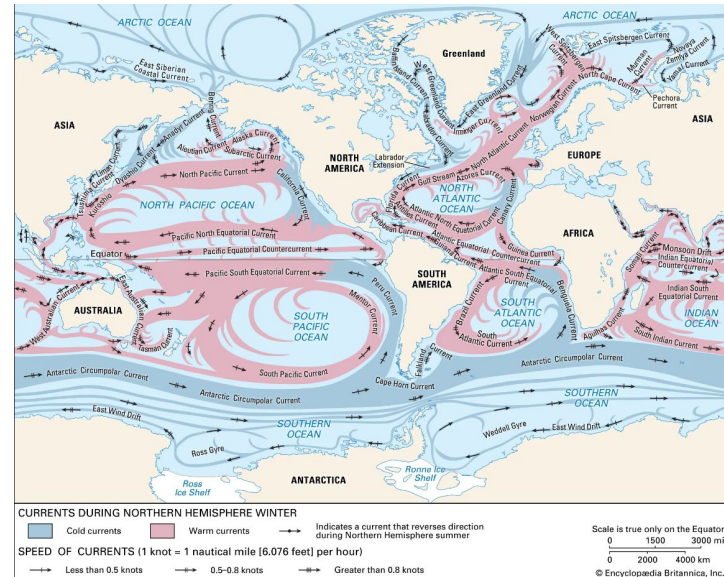 ARCTIC OCEAN
ARCTIC OCEAN
East Siberian
Coastal Current
Greenland
West Spitsbergen
Current
East Spitsbergen Current
Novaya
Zemlya Current
Murman
Current
Yamal Current
North Cape Current
Pechora
Current
Baffin Island Current
West Greenland Current
East Greenland Current
Labrador Current
Irminger Current
Norwegian Current
ASIA
ASIA
Bering Current
Anadyr Current
Aleutian Current
Alaska Current
Subarctic Current
Liman Current
Oyashio Current
Tsushima Current
Kuroshio
North Pacific Current
California Current
NORTH
AMERICA
Labrador
Extension
North Atlantic Current
EUROPE
Gulf Stream
Azores Current
Florida Current
NORTH
ATLANTIC
OCEAN
NORTH PACIFIC OCEAN
Antilles Current
Atlantic North Equatorial
Current
Canary Current
Caribbean Current
Pacific North Equatorial Current
Atlantic Equatorial Countercurrent
Guinea Current
AFRICA
Somali Current
Monsoon Drift
Indian Equatorial
Countercurrent
Equator
Pacific Equatorial Countercurrent
Pacific South Equatorial Current
Atlantic South Equatorial
Current
Indian South
Equatorial Current
SOUTH
AMERICA
Peru Current
Mentor Current
Brazil Current
SOUTH
ATLANTIC
OCEAN
South
Atlantic Current
Benguela Current
Agulhas Current
INDIAN
OCEAN
South Indian Current
AUSTRALIA
West Australian Current
East Australian
Current
Tasman Current
SOUTH
PACIFIC
OCEAN
South Pacific Current
Falkland
Current
Cape Horn Current
Antarctic Circumpolar Current
Antarctic Circumpolar Current
Antarctic Circumpolar Current
East Wind Drift
SOUTHERN
OCEAN
SOUTHERN
OCEAN
Ross Gyre
Weddell Gyre
East Wind Drift
Ross
Ice Shelf
ANTARCTICA
Ronne Ice
Shelf
CURRENTS DURING NORTHERN HEMISPHERE WINTER
Cold currents
Warm currents
Indicates a current that reverses direction
during Northern Hemisphere summer
SPEED OF CURRENTS (1 knot = 1 nautical mile [6.076 feet] per hour)
Less than 0.5 knots
0.5–0.8 knots
Greater than 0.8 knots
Scale is true only on the Equator
0 1500 3000 mi
0 2000 4000 km
© Encyclopædia Britannica, Inc.